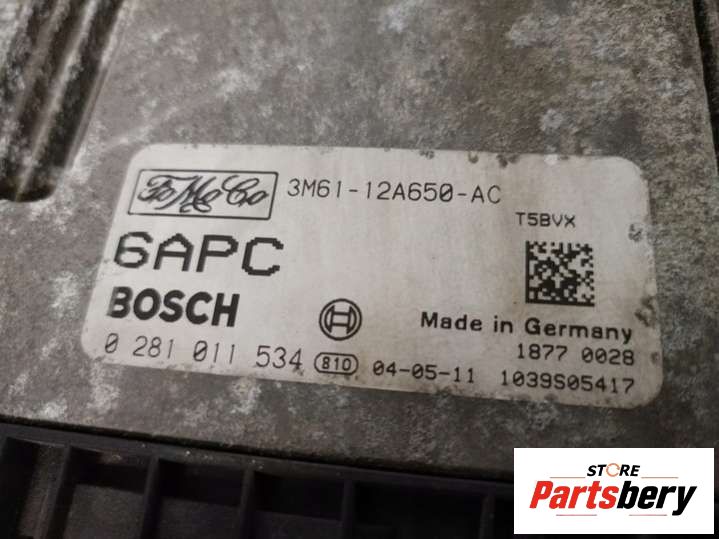 FoMoCo 3M61-12A650-AC
T5BVX
6APC
BOSCH
Made in Germany
1877 0028
0 281 011 534 810 04-05-11 1039S05417
STORE
Partsbery